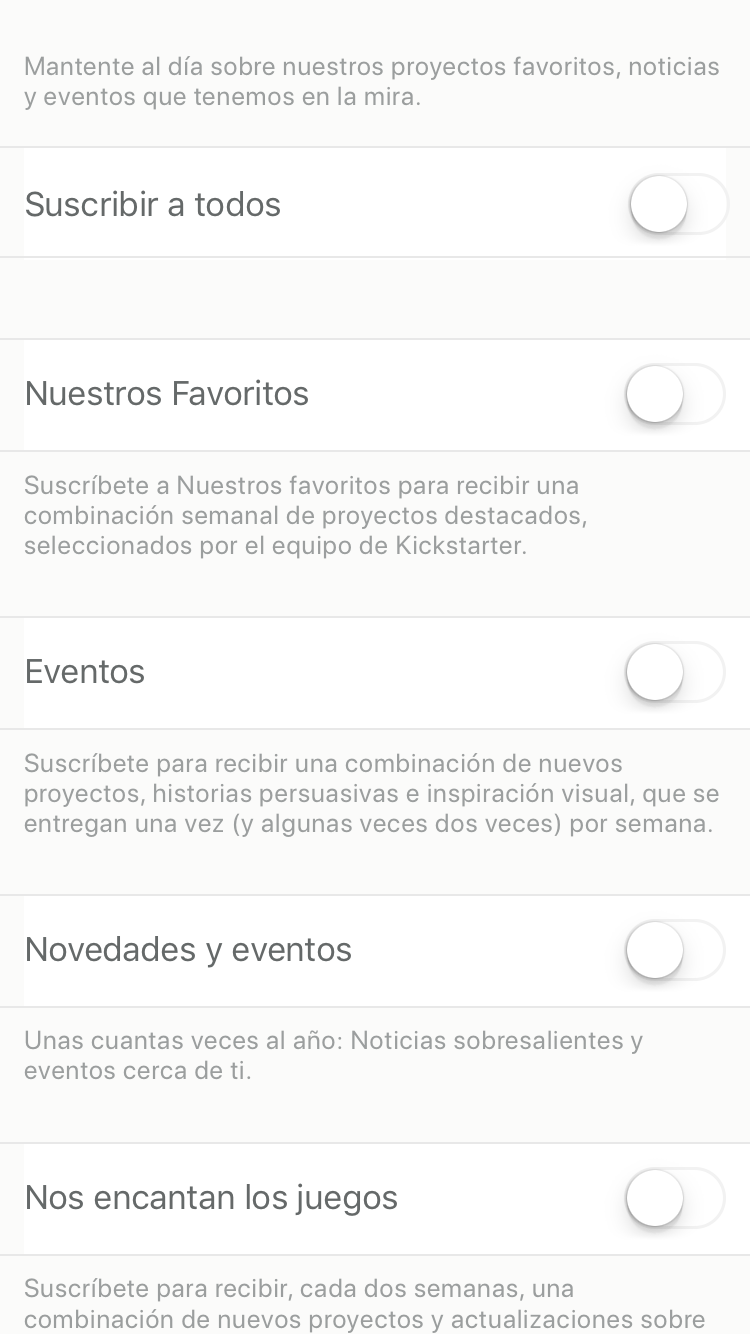 Mantente al día sobre nuestros proyectos favoritos, noticias
y eventos que tenemos en la mira.
Suscribir a todos
Nuestros Favoritos
Suscríbete a Nuestros favoritos para recibir una
combinación semanal de proyectos destacados,
seleccionados por el equipo de Kickstarter.
Eventos
Suscríbete para recibir una combinación de nuevos
proyectos, historias persuasivas e inspiración visual, que se
entregan una vez (y algunas veces dos veces) por semana.
Novedades y eventos
Unas cuantas veces al año: Noticias sobresalientes y
eventos cerca de ti.
Nos encantan los juegos
Suscríbete para recibir, cada dos semanas, una
combinación de nuevos proyectos y actualizaciones sobre